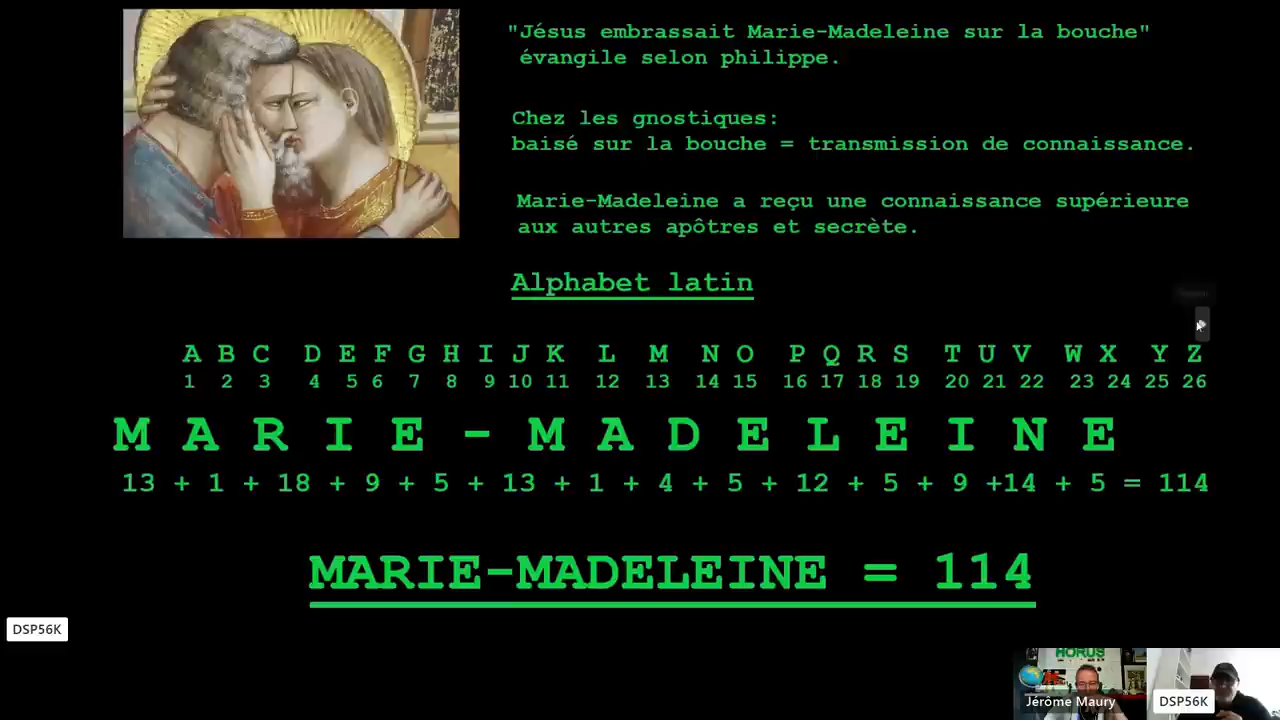 "Jésus embrassait Marie-Madeleine sur la bouche"
évangile selon philippe.
Chez les gnostiques:
baisé sur la bouche = transmission de connaissance.
Marie-Madeleine a reçu une connaissance supérieure
aux autres apôtres et secrète.
Alphabet latin
A B C D E F G H I J K L M N O P Q R S T U V W X Y Z
1 2 3 4 5 6 7 8 9 10 11 12 13 14 15 16 17 18 19 20 21 22 23 24 25 26
M A R I E - M A D E L E I N E
13 + 1 + 18 + 9 + 5 + 13 + 1 + 4 + 5 + 12 + 5 + 9 +14 + 5 = 114
MARIE-MADELEINE = 114
DSP56K
HORUS
Jérôme Maury
DSP56K